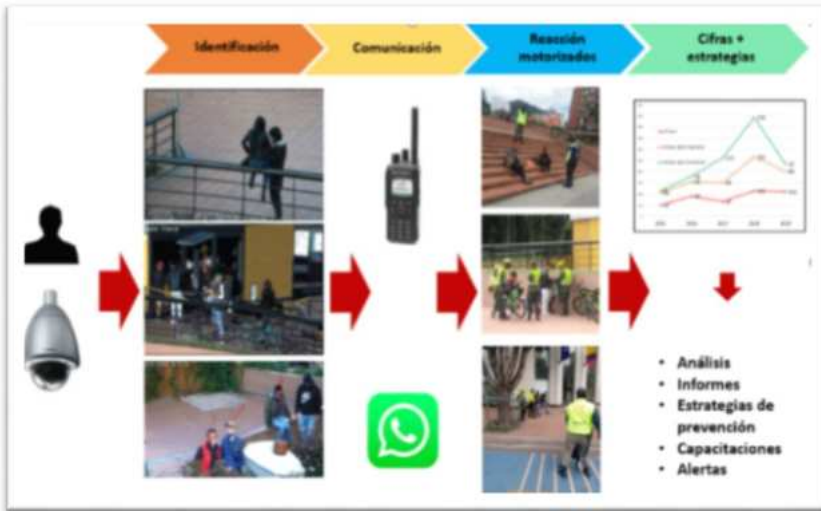 Identificación
Comunicación
Reacción
motorizados
Cifras +
estrategias
• Análisis
• Informes
• Estrategias de
prevención
• Capacitaciones
• Alertas